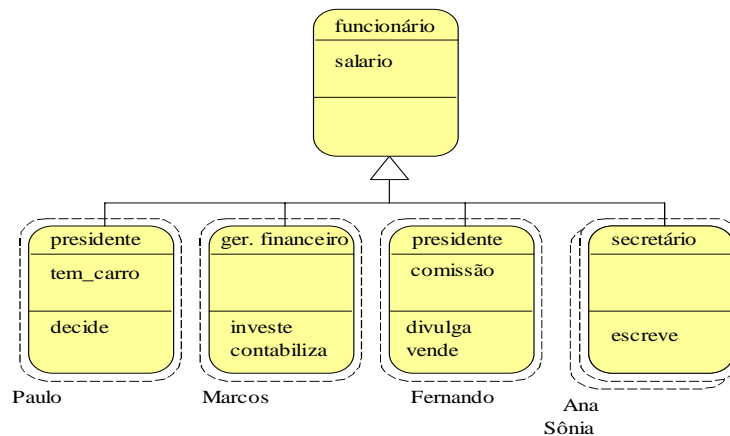 funcionário
salario
presidente
tem_carro
decide
ger. financeiro
investe
contabiliza
presidente
comissão
divulga
vende
secretário
escreve
Paulo
Marcos
Fernando
Ana
Sônia